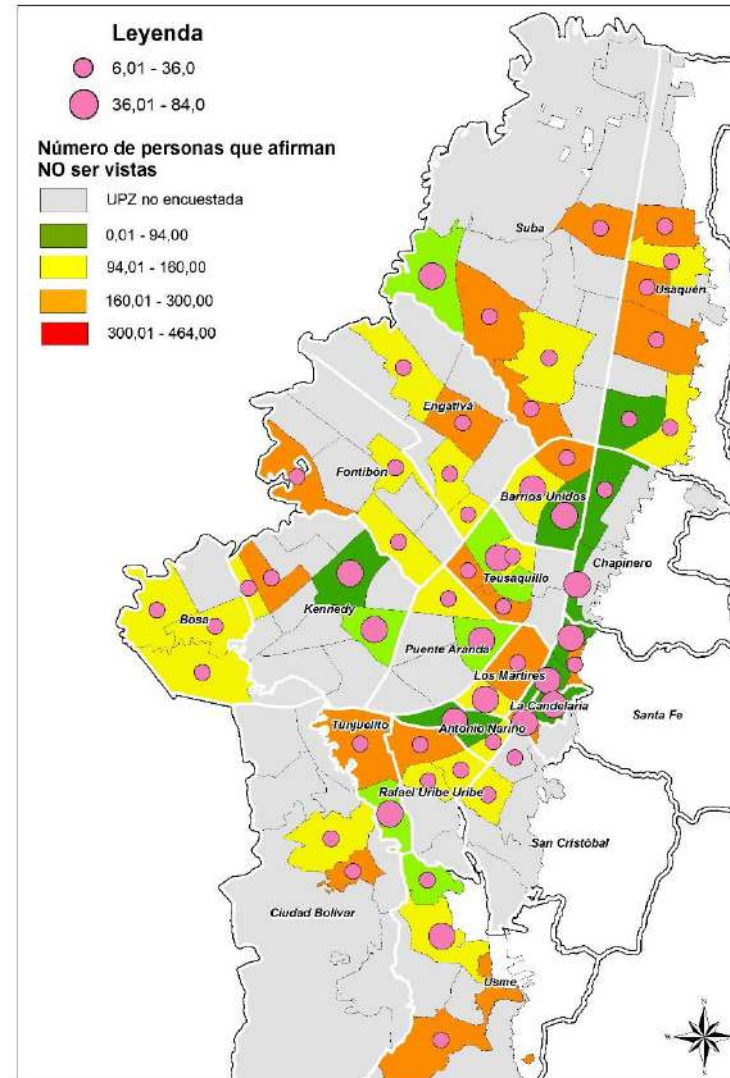 Leyenda
6,01 - 36,0
36,01 - 84,0
Número de personas que afirman
NO ser vistas
UPZ no encuestada
0,01 - 94,00
94,01 - 160,00
160,01 - 300,00
300,01 - 464,00
Suba
Usaquén
Engativá
Fontibón
Barrios Unidos
Chapinero
Teusaquillo
Kennedy
Bosa
Puente Aranda
Los Mártires
La Candelaria
Santa Fe
Tunjuelito
Antonio Nariño
Rafael Uribe Uribe
San Cristóbal
Ciudad Bolívar
Usme
N
W
E
S